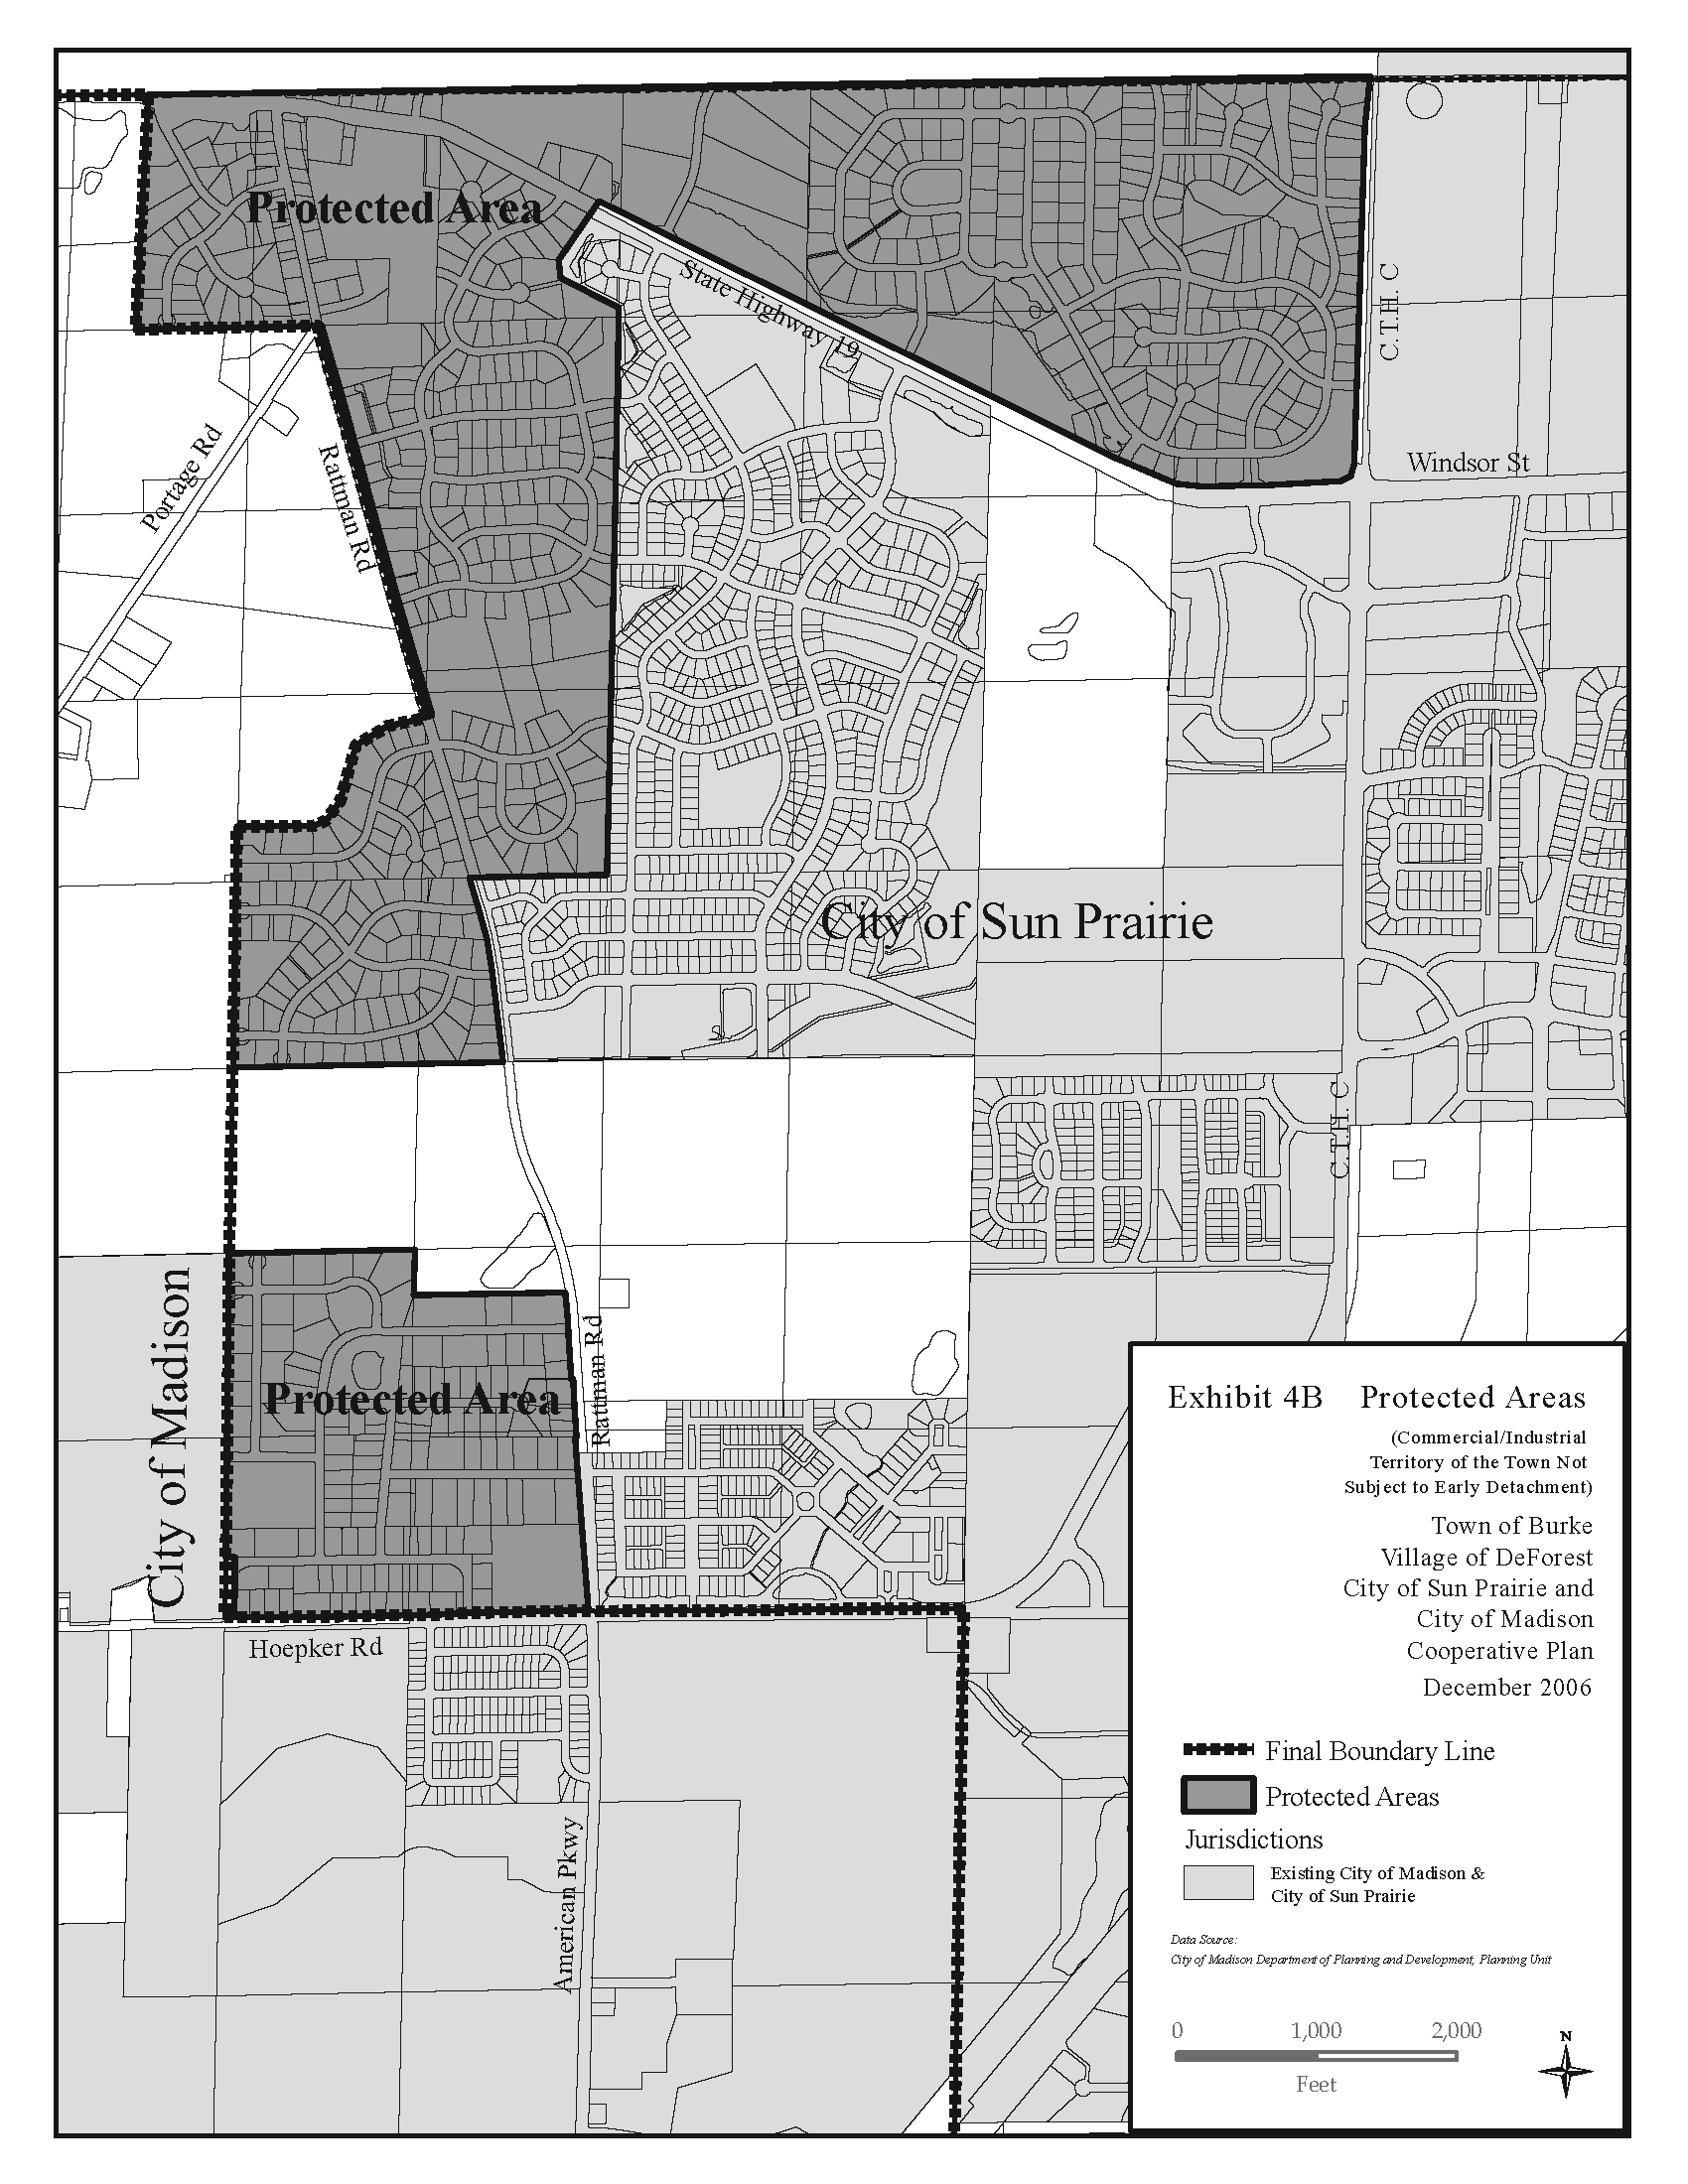 Protected Area
State Highway 19
C.T.H. C
Windsor St
Portage Rd
Rattman Rd
City of Sun Prairie
C.T.H. C
City of Madison
Protected Area
Rattman Rd
Hoepker Rd
American Pkwy
Exhibit 4B Protected Areas
(Commercial/Industrial
Territory of the Town Not
Subject to Early Detachment)
Town of Burke
Village of DeForest
City of Sun Prairie and
City of Madison
Cooperative Plan
December 2006
Final Boundary Line
Protected Areas
Jurisdictions
Existing City of Madison &
City of Sun Prairie
Data Source:
City of Madison Department of Planning and Development, Planning Unit
0 1,000 2,000
Feet
N